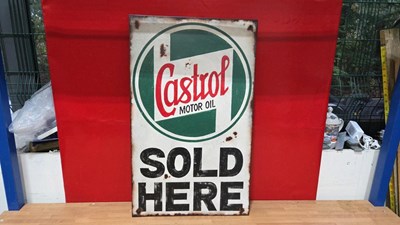 Castrol
MOTOR OIL
SOLD
HERE